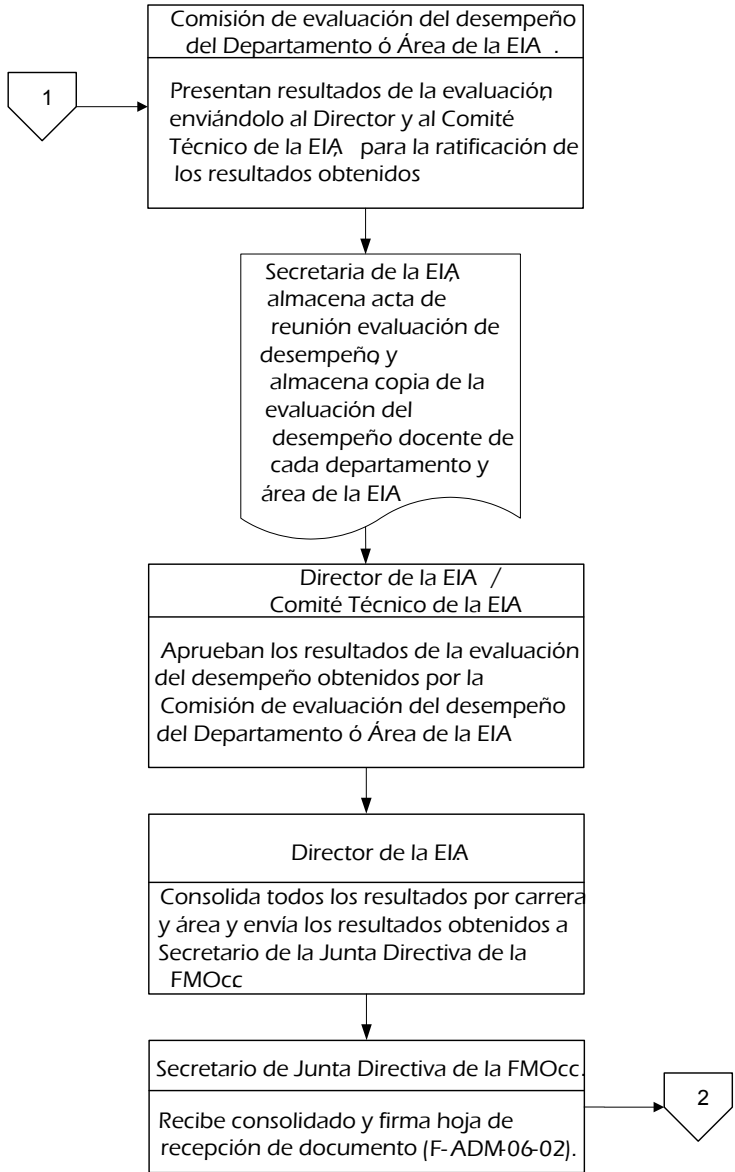 Comisión de evaluación del desempeño
del Departamento ó Área de la EIA .
1
Presentan resultados de la evaluación,
enviándolo al Director y al Comité
Técnico de la EIA, para la ratificación de
los resultados obtenidos
Secretaria de la EIA,
almacena acta de
reunión evaluación de
desempeño, y
almacena copia de la
evaluación del
desempeño docente de
cada departamento y
área de la EIA
Director de la EIA /
Comité Técnico de la EIA
Aprueban los resultados de la evaluación
del desempeño obtenidos por la
Comisión de evaluación del desempeño
del Departamento ó Área de la EIA
Director de la EIA
Consolida todos los resultados por carrera
y área y envía los resultados obtenidos a
Secretario de la Junta Directiva de la
FMOcc
Secretario de Junta Directiva de la FMOcc.
Recibe consolidado y firma hoja de
recepción de documento (F-ADM-06-02).
2